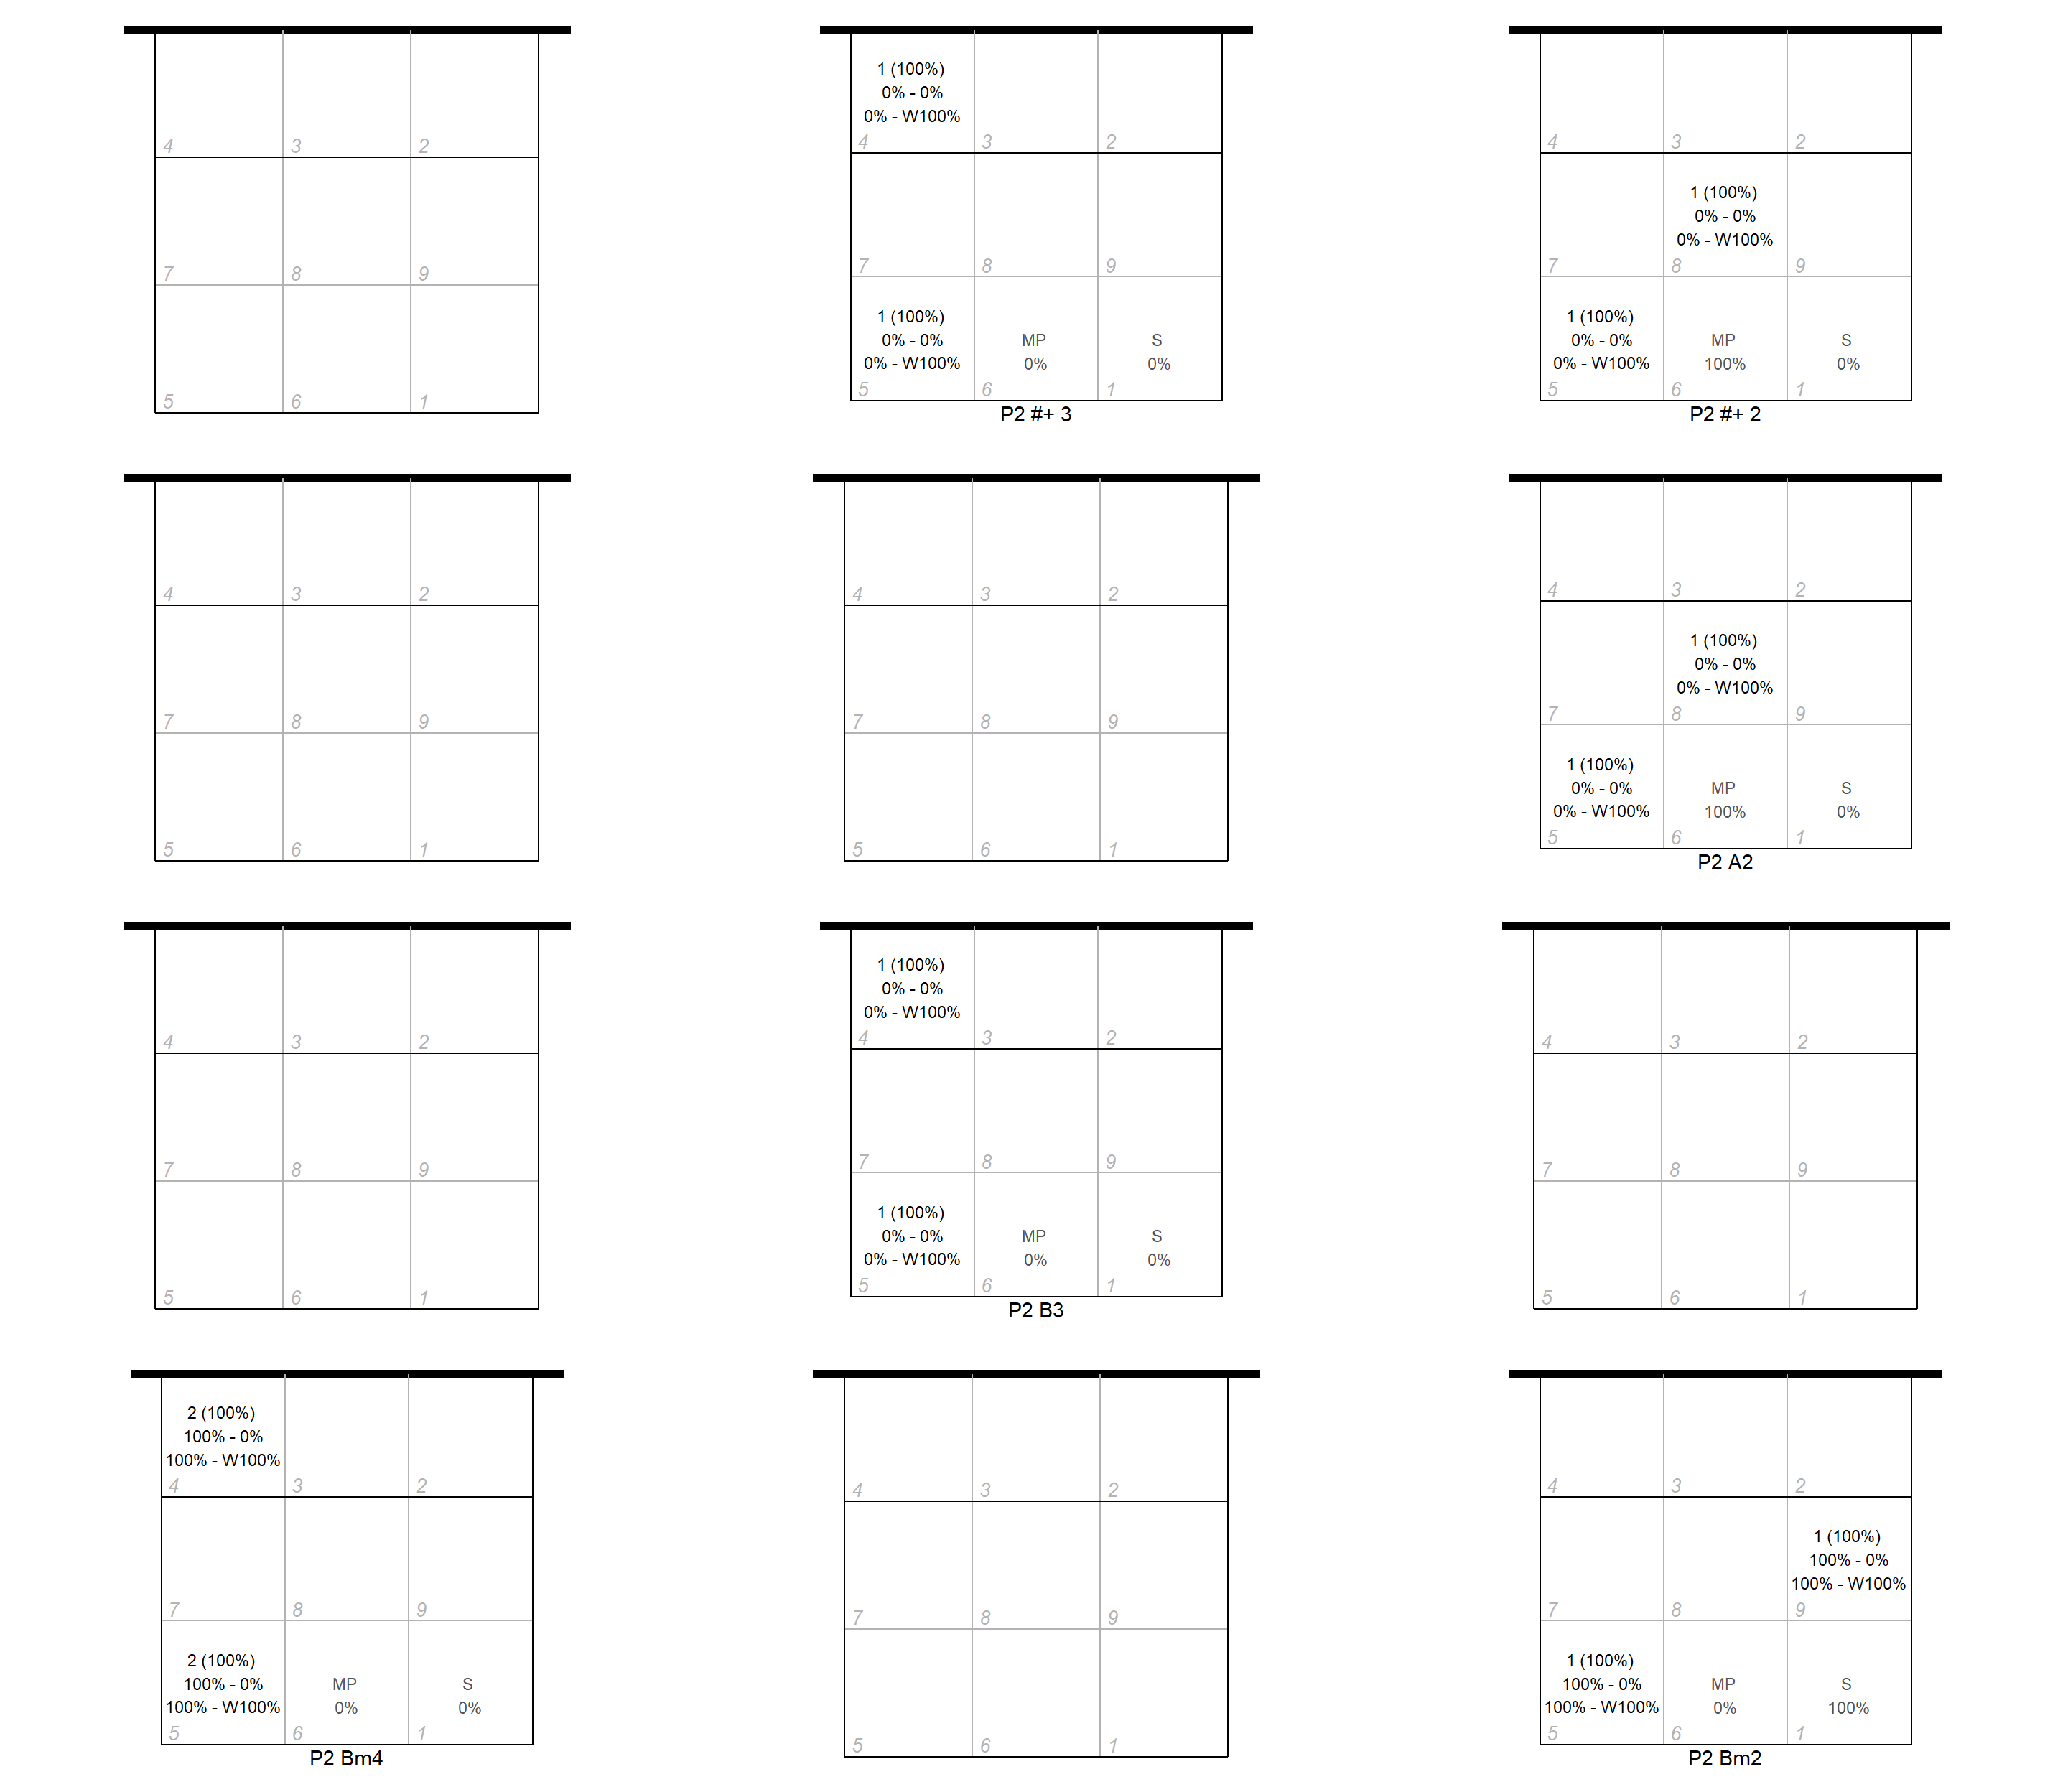 4 3 2
7 8 9
5 6 1
1 (100%)
0% - 0%
0% - W100%
4 3 2
7 8 9
1 (100%)
0% - 0%
0% - W100%
MP
0%
S
0%
5 6 1
P2 #+ 3
4 3 2
1 (100%)
0% - 0%
0% - W100%
7 8 9
1 (100%)
0% - 0%
0% - W100%
MP
100%
S
0%
5 6 1
P2 #+ 2
4 3 2
7 8 9
5 6 1
4 3 2
7 8 9
5 6 1
4 3 2
1 (100%)
0% - 0%
0% - W100%
7 8 9
1 (100%)
0% - 0%
0% - W100%
MP
100%
S
0%
5 6 1
P2 A2
4 3 2
7 8 9
5 6 1
1 (100%)
0% - 0%
0% - W100%
4 3 2
7 8 9
1 (100%)
0% - 0%
0% - W100%
MP
0%
S
0%
5 6 1
P2 B3
4 3 2
7 8 9
5 6 1
2 (100%)
100% - 0%
100% - W100%
4 3 2
7 8 9
2 (100%)
100% - 0%
100% - W100%
MP
0%
S
0%
5 6 1
P2 Bm4
4 3 2
7 8 9
5 6 1
4 3 2
1 (100%)
100% - 0%
100% - W100%
7 8 9
1 (100%)
100% - 0%
100% - W100%
MP
0%
S
100%
5 6 1
P2 Bm2